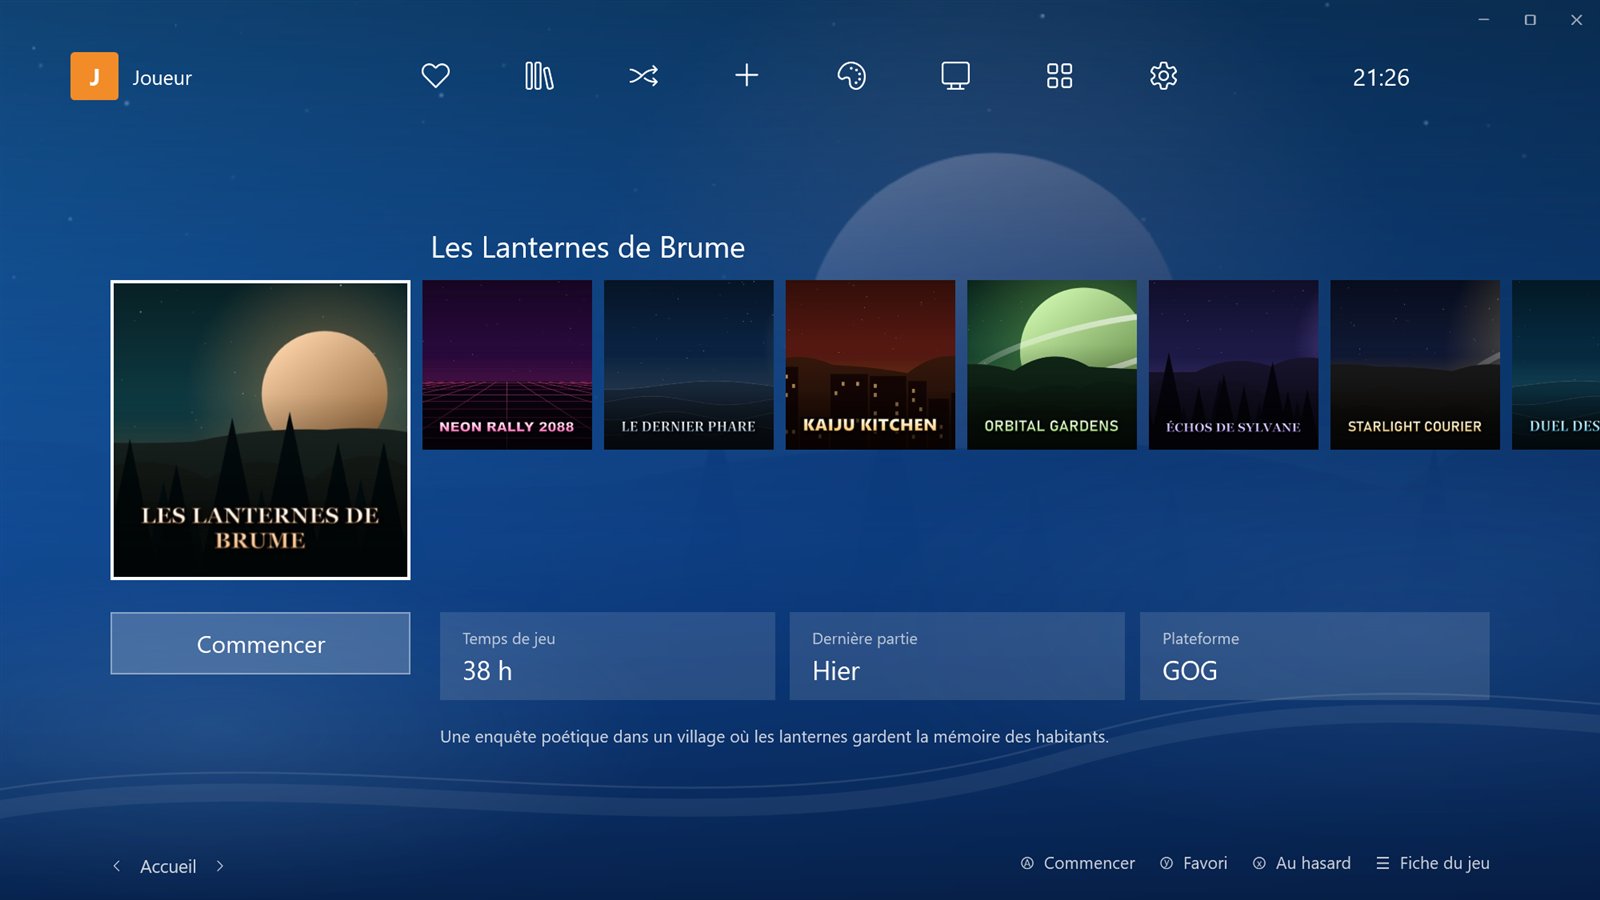 J
Joueur
21:26
Les Lanternes de Brume
LES LANTERNES DE
BRUME
NEON RALLY 2088
LE DERNIER PHARE
KAIJU KITCHEN
ORBITAL GARDENS
ÉCHOS DE SYLVANE
STARLIGHT COURIER
DUEL DES
Commencer
Temps de jeu
38 h
Dernière partie
Hier
Plateforme
GOG
Une enquête poétique dans un village où les lanternes gardent la mémoire des habitants.
Accueil
A Commencer
Y Favori
X Au hasard
Fiche du jeu